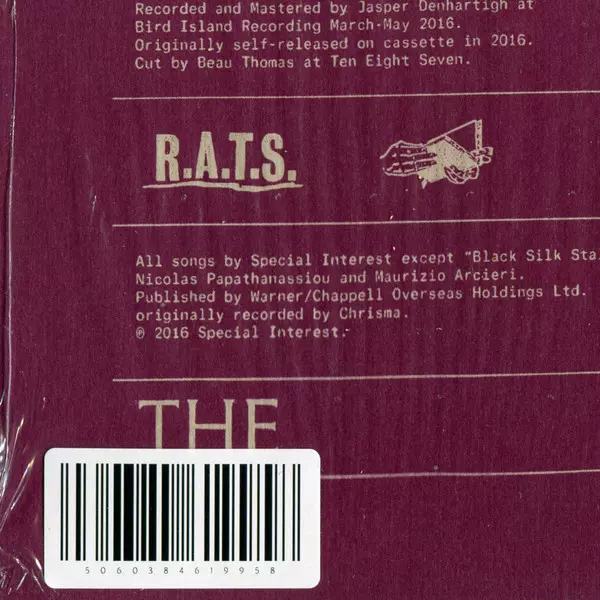 Recorded and Mastered by Jasper Denhartigh at
Bird Island Recording March-May 2016.
Originally self-released on cassette in 2016.
Cut by Beau Thomas at Ten Eight Seven.
R.A.T.S.
All songs by Special Interest except "Black Silk Sta
Nicolas Papathanassiou and Maurizio Arcieri.
Published by Warner/Chappell Overseas Holdings Ltd.
originally recorded by Chrisma.
℗ 2016 Special Interest.
THE
5060384619958